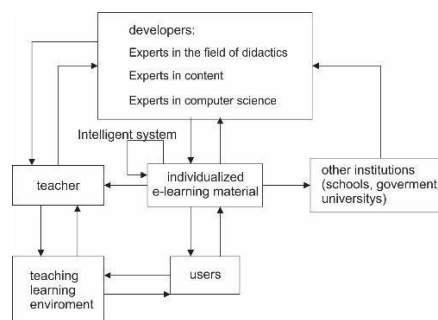 developers:
Experts in the field of didactics
Experts in content
Experts in computer science
Intelligent system
teacher
individualized
e-learning material
other institutions
(schools, goverment
universitys)
teaching
learning
enviroment
users